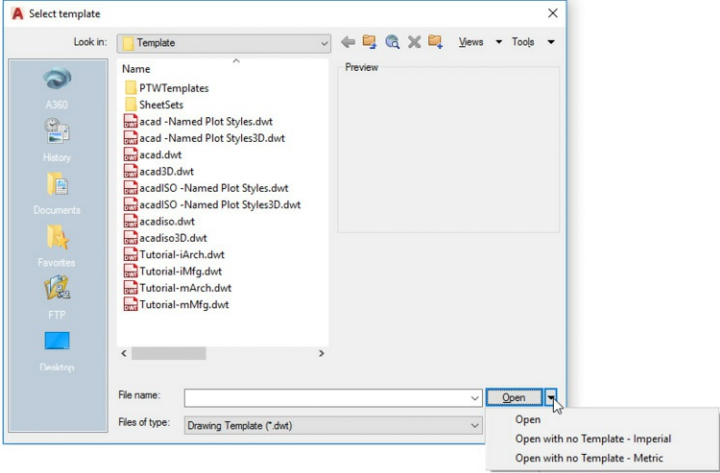 Select template
Look in:
Template
Views
Tools
A360
History
Documents
Favorites
FTP
Desktop
Name
PTWTemplates
SheetSets
acad -Named Plot Styles.dwt
acad -Named Plot Styles3D.dwt
acad.dwt
acad3D.dwt
acadISO -Named Plot Styles.dwt
acadISO -Named Plot Styles3D.dwt
acadiso.dwt
acadiso3D.dwt
Tutorial-iArch.dwt
Tutorial-iMfg.dwt
Tutorial-mArch.dwt
Tutorial-mMfg.dwt
Preview
File name:
Open
Files of type:
Drawing Template (*.dwt)
Open
Open with no Template - Imperial
Open with no Template - Metric